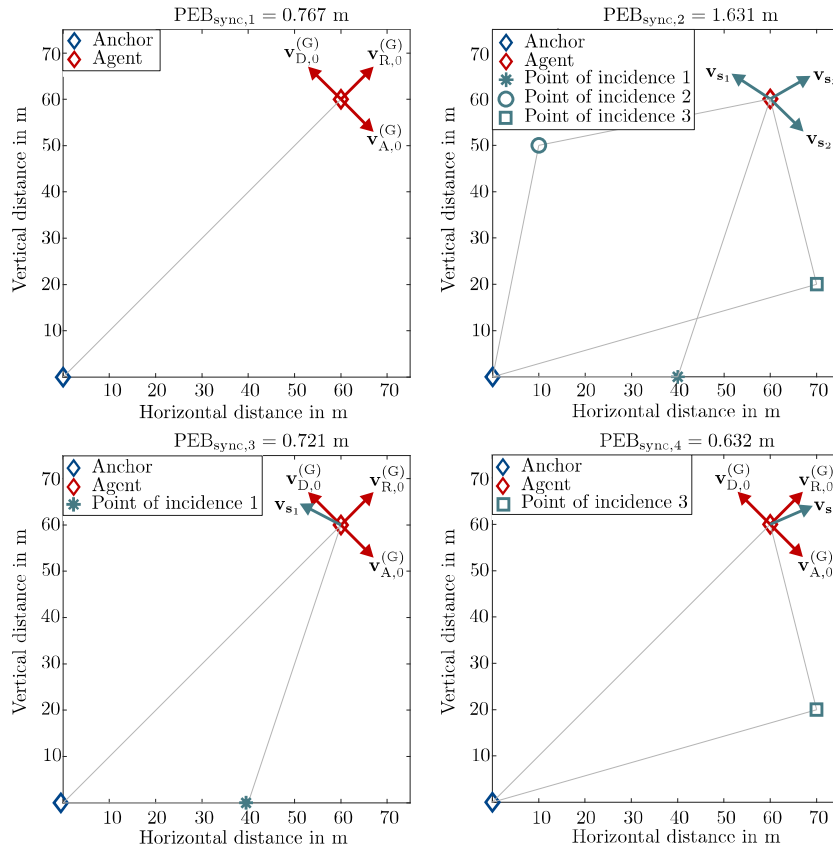 PEB_sync,1 = 0.767 m
Anchor
Agent
v_D,0^(G)
v_R,0^(G)
v_A,0^(G)
70
60
50
40
30
20
10
Vertical distance in m
10 20 30 40 50 60 70
Horizontal distance in m
PEB_sync,2 = 1.631 m
Anchor
Agent
Point of incidence 1
Point of incidence 2
Point of incidence 3
v_s1
v_s
v_s2
70
60
50
40
30
20
10
Vertical distance in m
10 20 30 40 50 60 70
Horizontal distance in m
PEB_sync,3 = 0.721 m
Anchor
Agent
Point of incidence 1
v_D,0^(G)
v_R,0^(G)
v_s1
v_A,0^(G)
70
60
50
40
30
20
10
Vertical distance in m
10 20 30 40 50 60 70
Horizontal distance in m
PEB_sync,4 = 0.632 m
Anchor
Agent
Point of incidence 3
v_D,0^(G)
v_R,0^(G)
v_s
v_A,0^(G)
70
60
50
40
30
20
10
Vertical distance in m
10 20 30 40 50 60 70
Horizontal distance in m